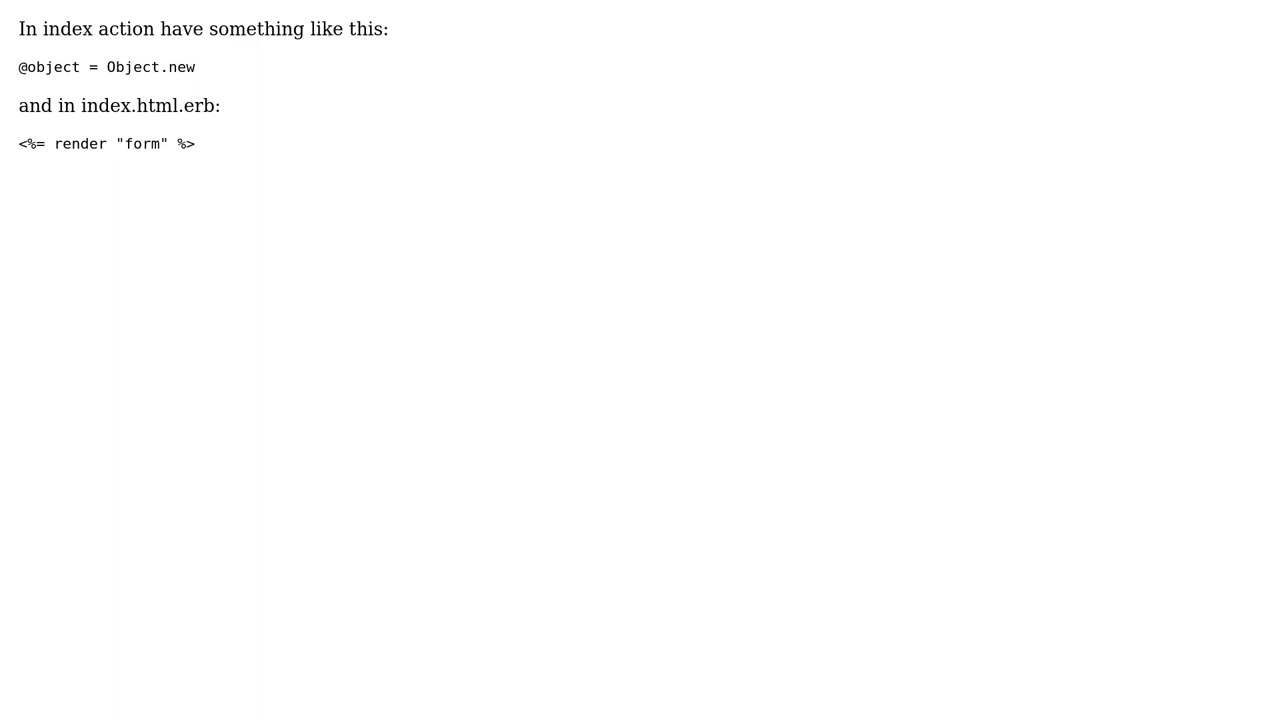 In index action have something like this:
@object = Object.new
and in index.html.erb:
<%= render "form" %>